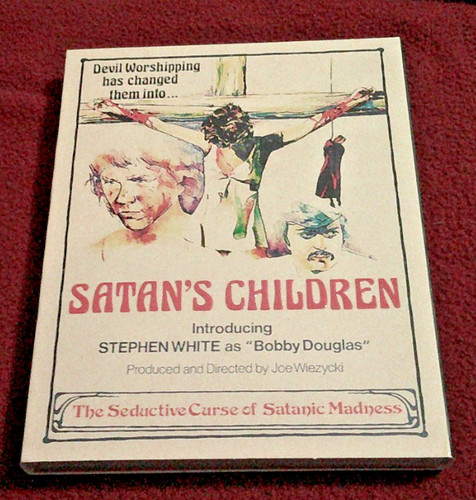 Devil Worshipping
has changed
them into...
SATAN'S CHILDREN
Introducing
STEPHEN WHITE as "Bobby Douglas"
Produced and Directed by Joe Wiezycki
The Seductive Curse of Satanic Madness